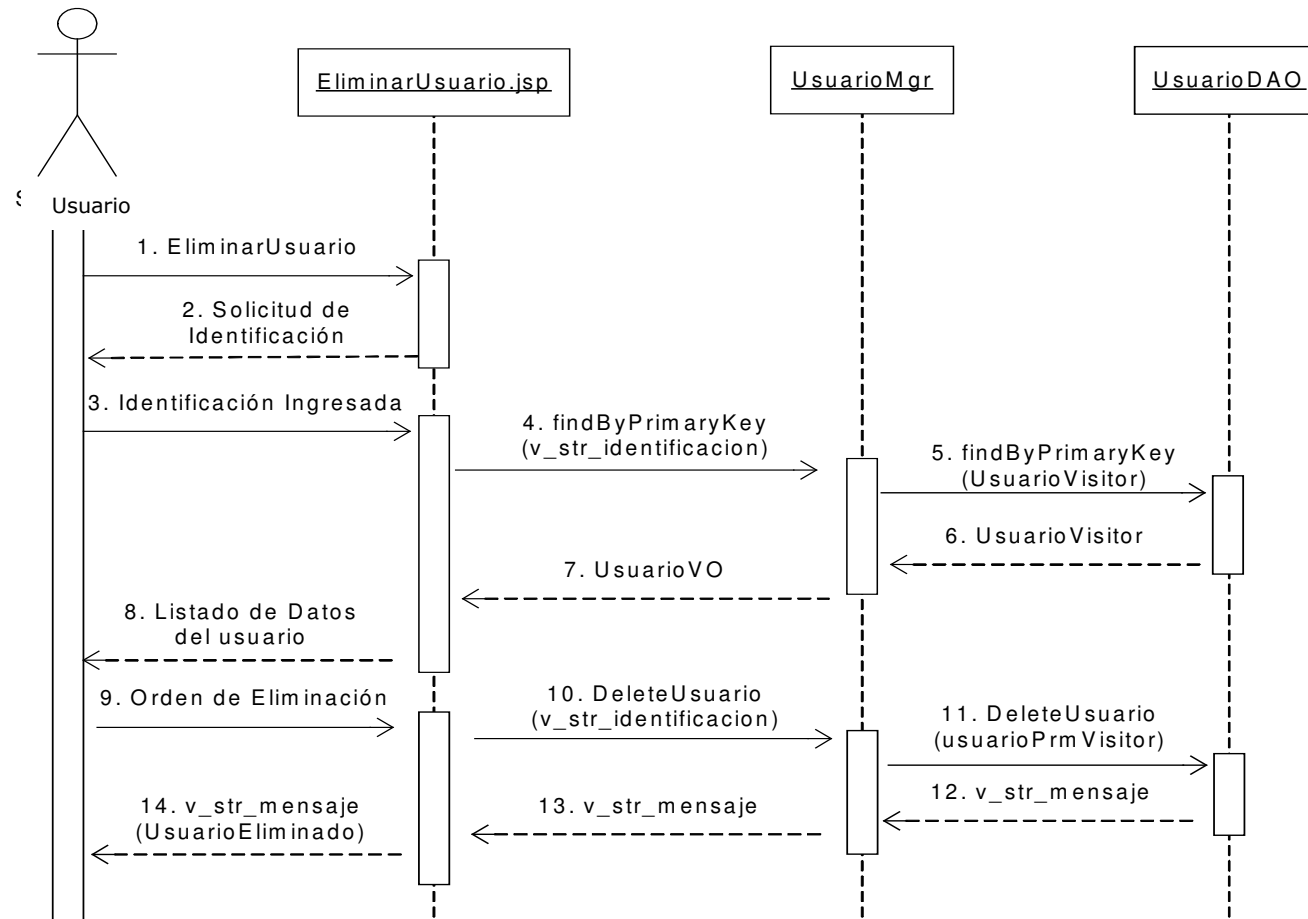 EliminarUsuario.jsp
UsuarioMgr
UsuarioDAO
Usuario
1. EliminarUsuario
2. Solicitud de
Identificación
3. Identificación Ingresada
4. findByPrimaryKey
(v_str_identificacion)
5. findByPrimaryKey
(UsuarioVisitor)
6. UsuarioVisitor
7. UsuarioVO
8. Listado de Datos
del usuario
9. Orden de Eliminación
10. DeleteUsuario
(v_str_identificacion)
11. DeleteUsuario
(usuarioPrmVisitor)
12. v_str_mensaje
13. v_str_mensaje
14. v_str_mensaje
(UsuarioEliminado)